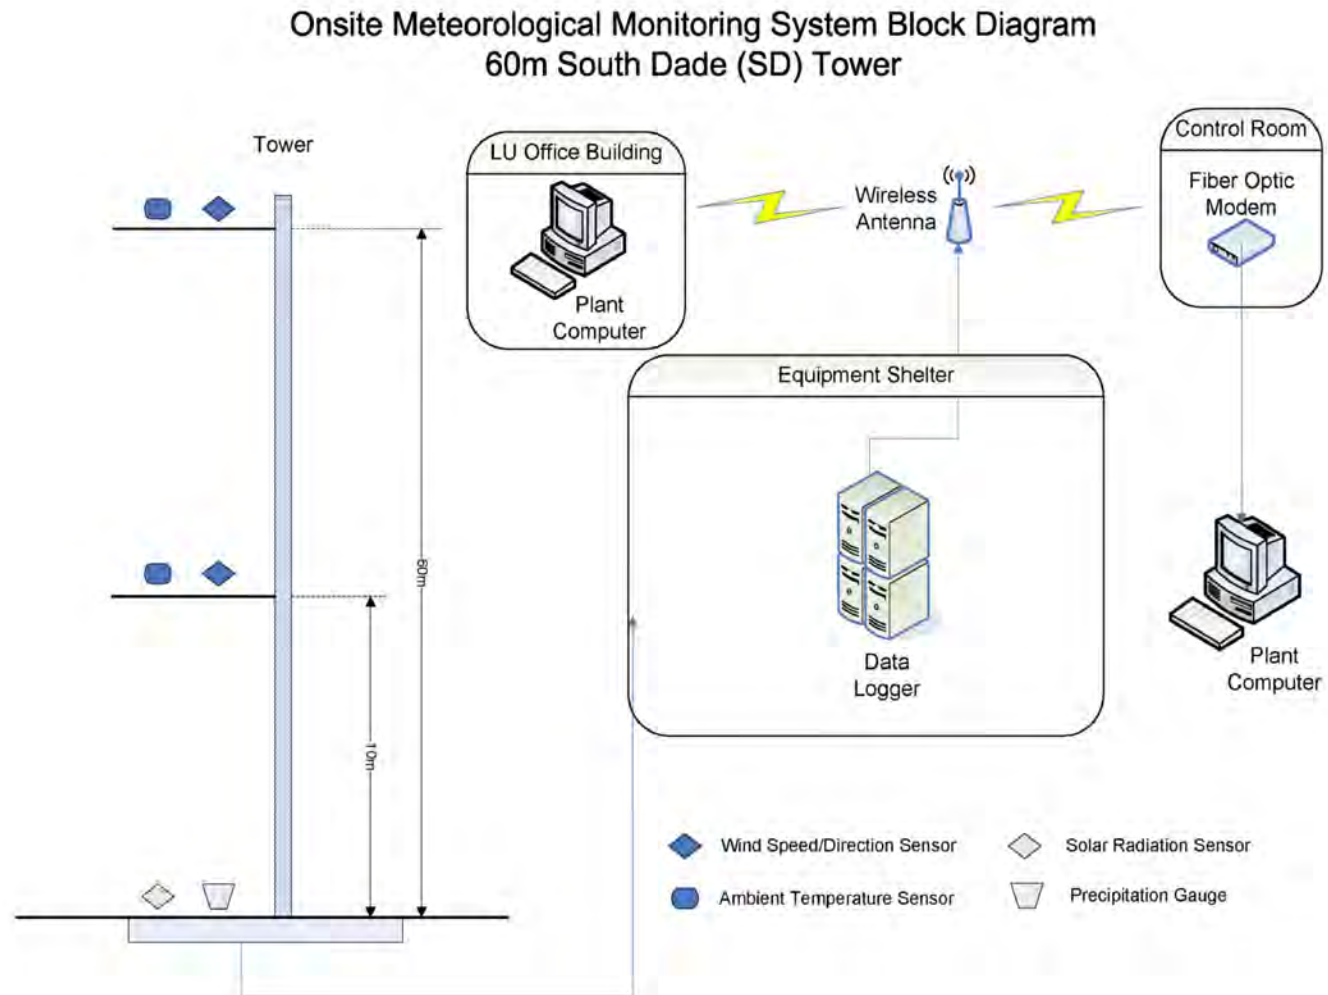 Onsite Meteorological Monitoring System Block Diagram
60m South Dade (SD) Tower
Tower
LU Office Building
Plant
Computer
Wireless
Antenna
Control Room
Fiber Optic
Modem
Equipment Shelter
Data
Logger
Plant
Computer
60m
10m
Wind Speed/Direction Sensor
Solar Radiation Sensor
Ambient Temperature Sensor
Precipitation Gauge